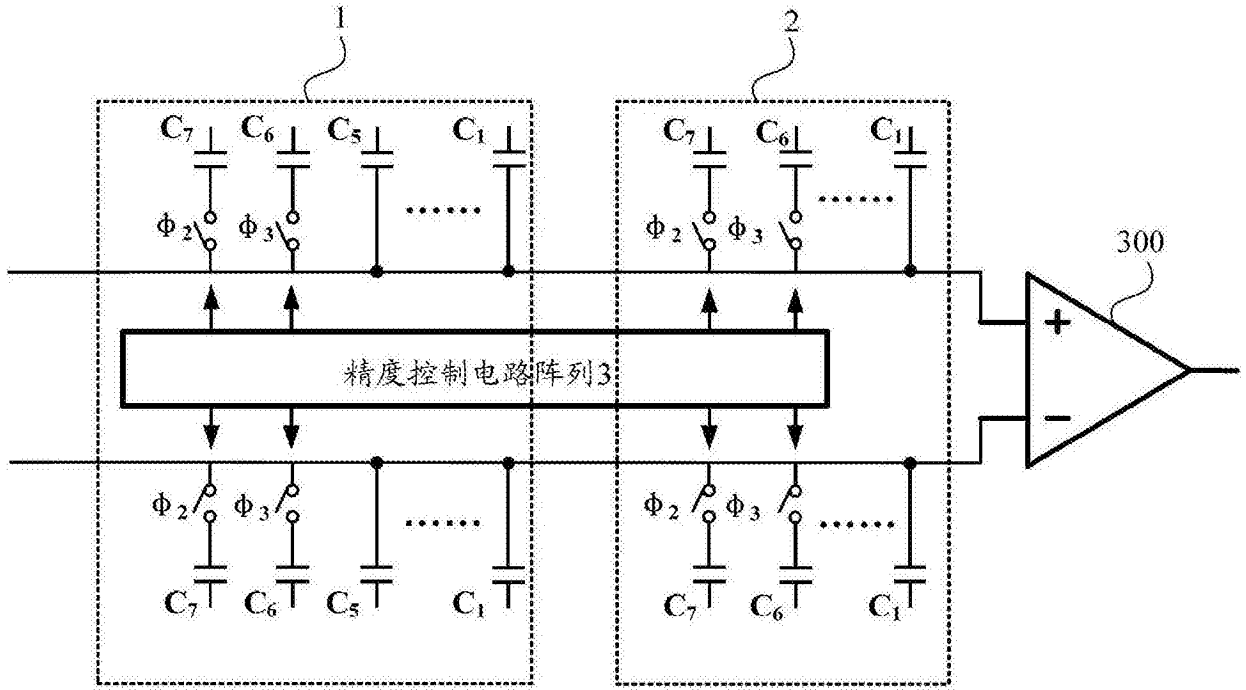 1 2
C₇ C₆ C₅ C₁ C₇ C₆ C₁
...... ......
ϕ₂ ϕ₃ ϕ₂ ϕ₃
300
+
精度控制电路阵列3
−
ϕ₂ ϕ₃ ϕ₂ ϕ₃
...... ......
C₇ C₆ C₅ C₁ C₇ C₆ C₁